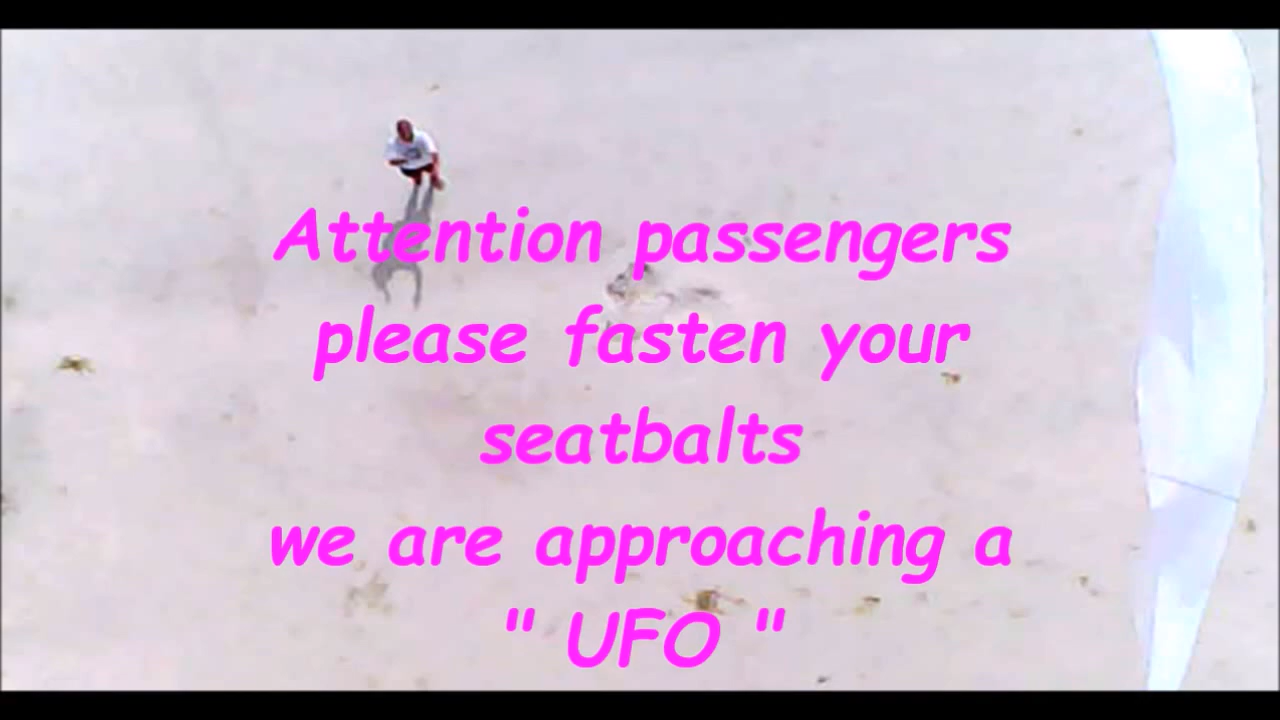 Attention passengers
please fasten your
seatbalts
we are approaching a
" UFO "